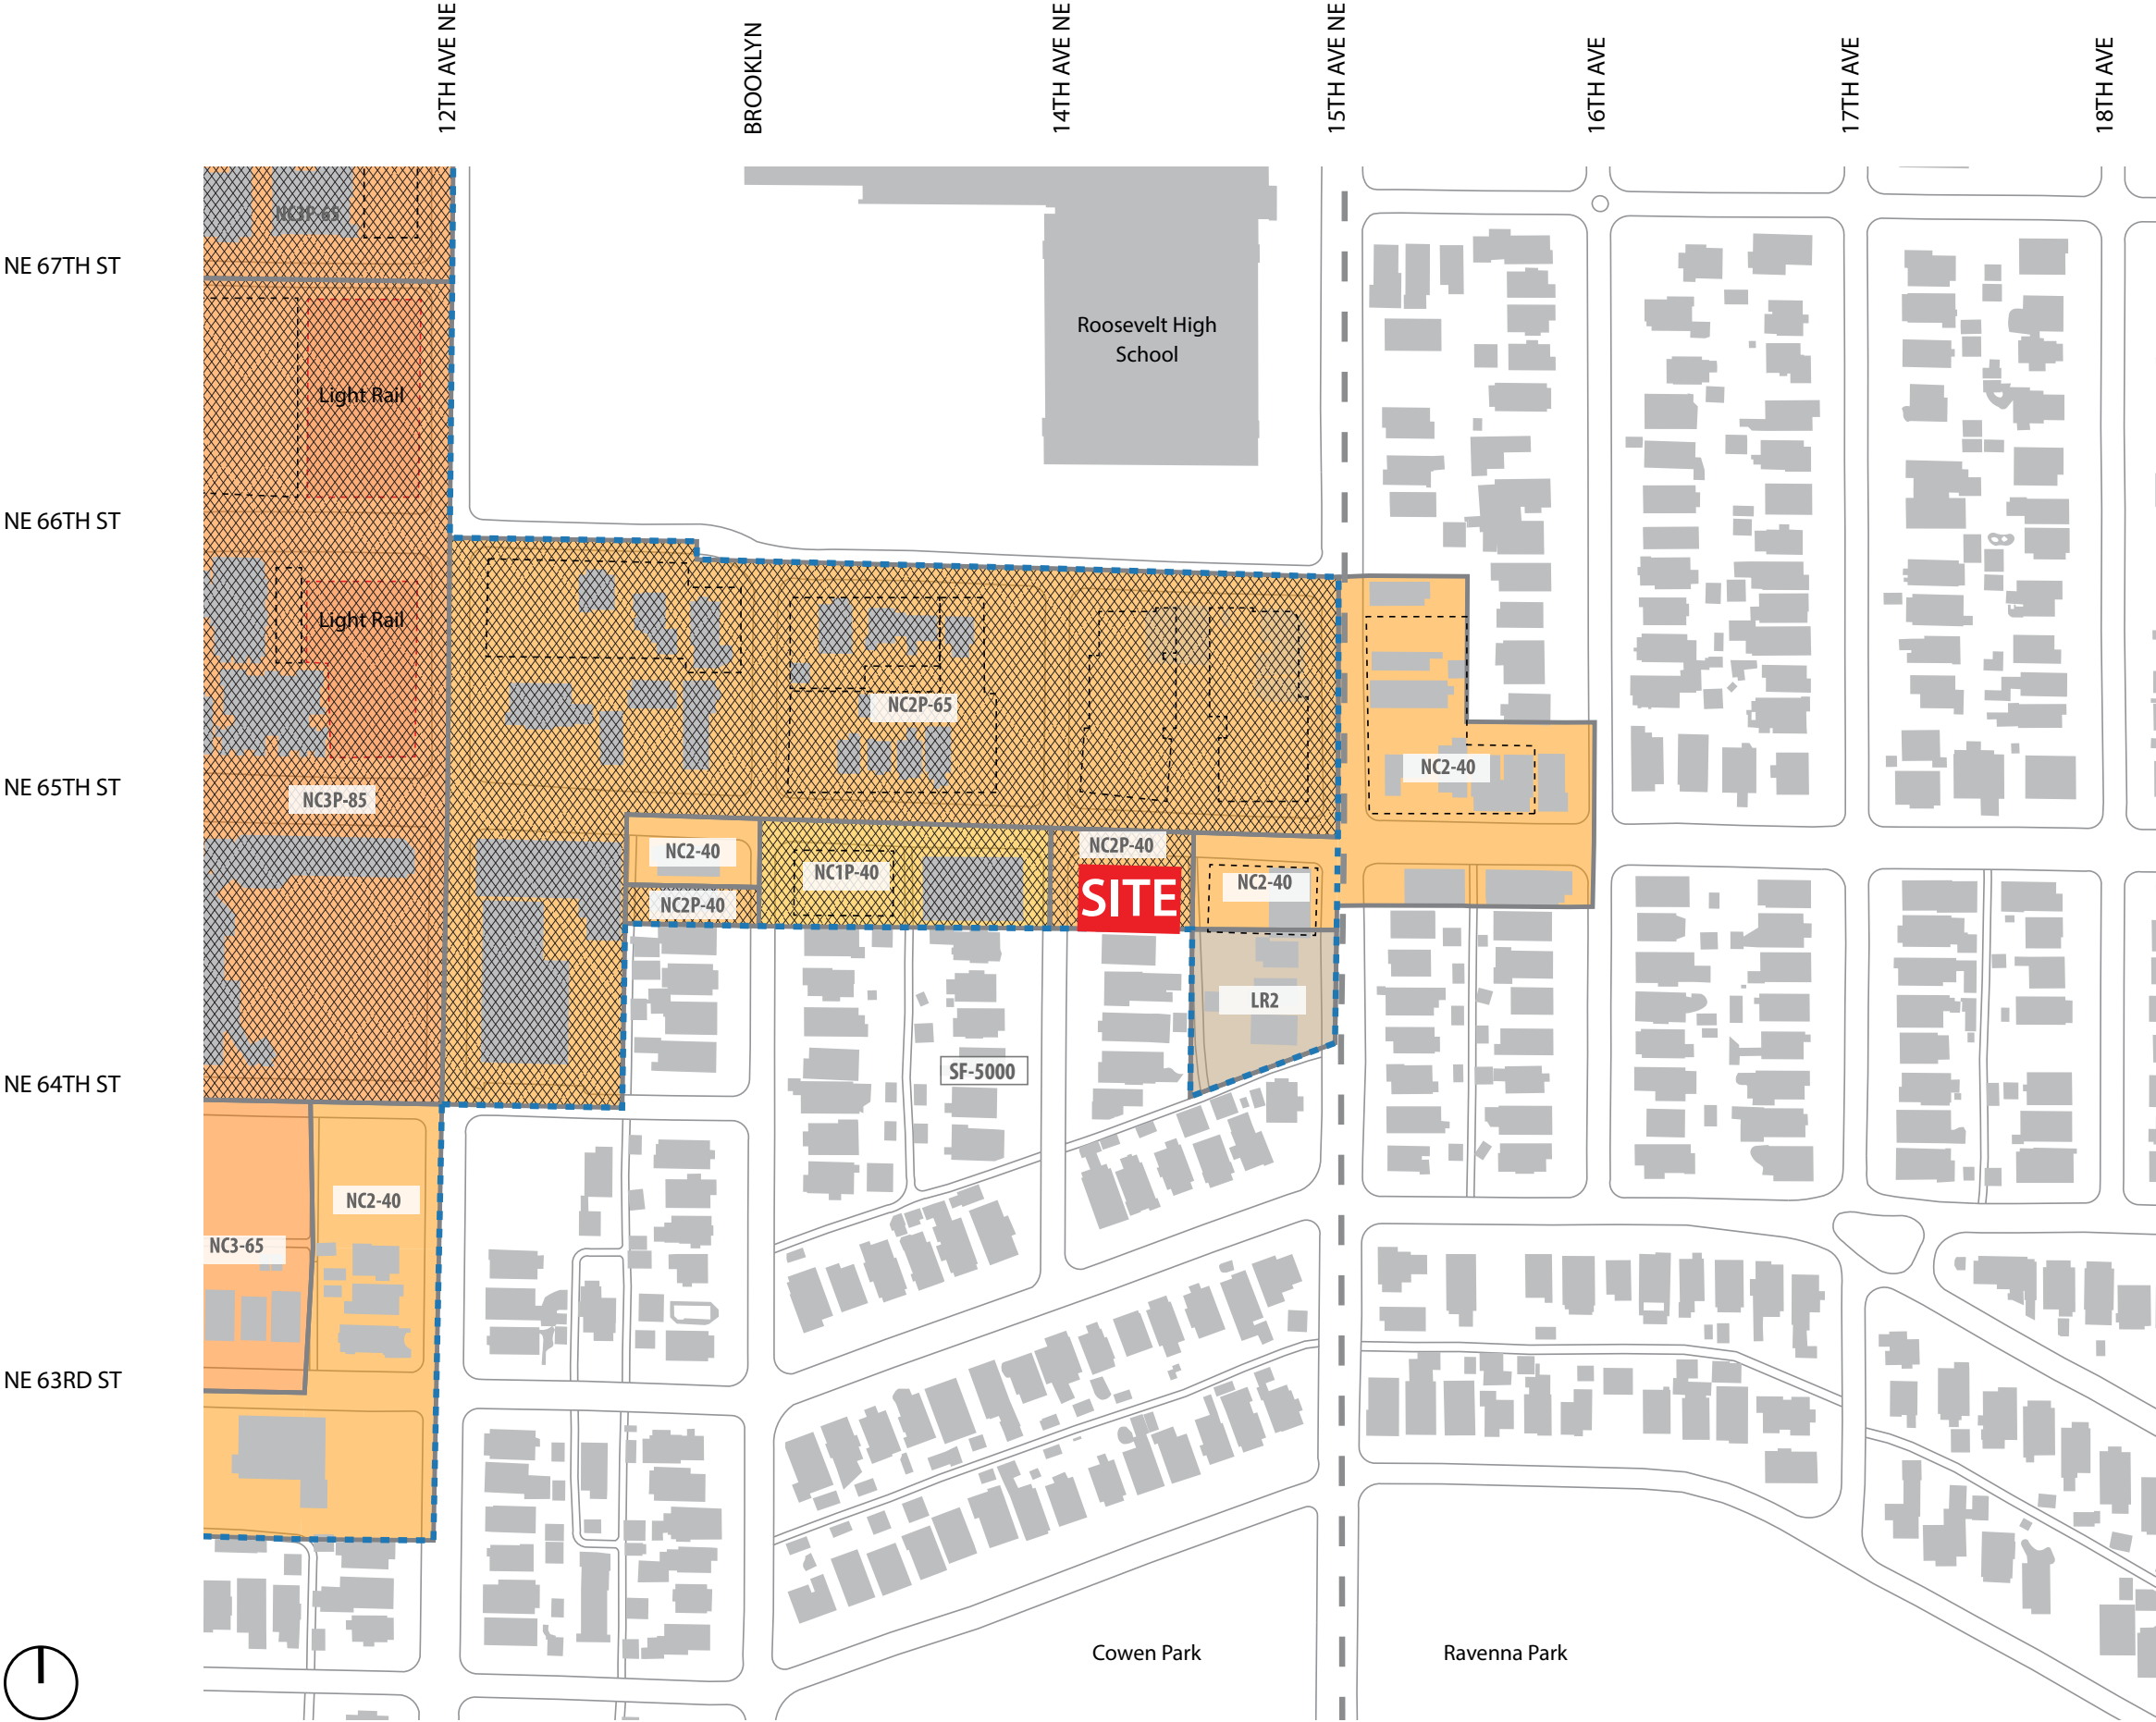 12TH AVE NE
BROOKLYN
14TH AVE NE
15TH AVE NE
16TH AVE
17TH AVE
18TH AVE
NC3P-65
NE 67TH ST
Roosevelt High
School
Light Rail
NE 66TH ST
Light Rail
NC2P-65
NC2-40
NE 65TH ST
NC3P-85
NC2-40
NC2P-40
NC1P-40
NC2-40
SITE
NC2P-40
LR2
SF-5000
NE 64TH ST
NC2-40
NC3-65
NE 63RD ST
Cowen Park
Ravenna Park